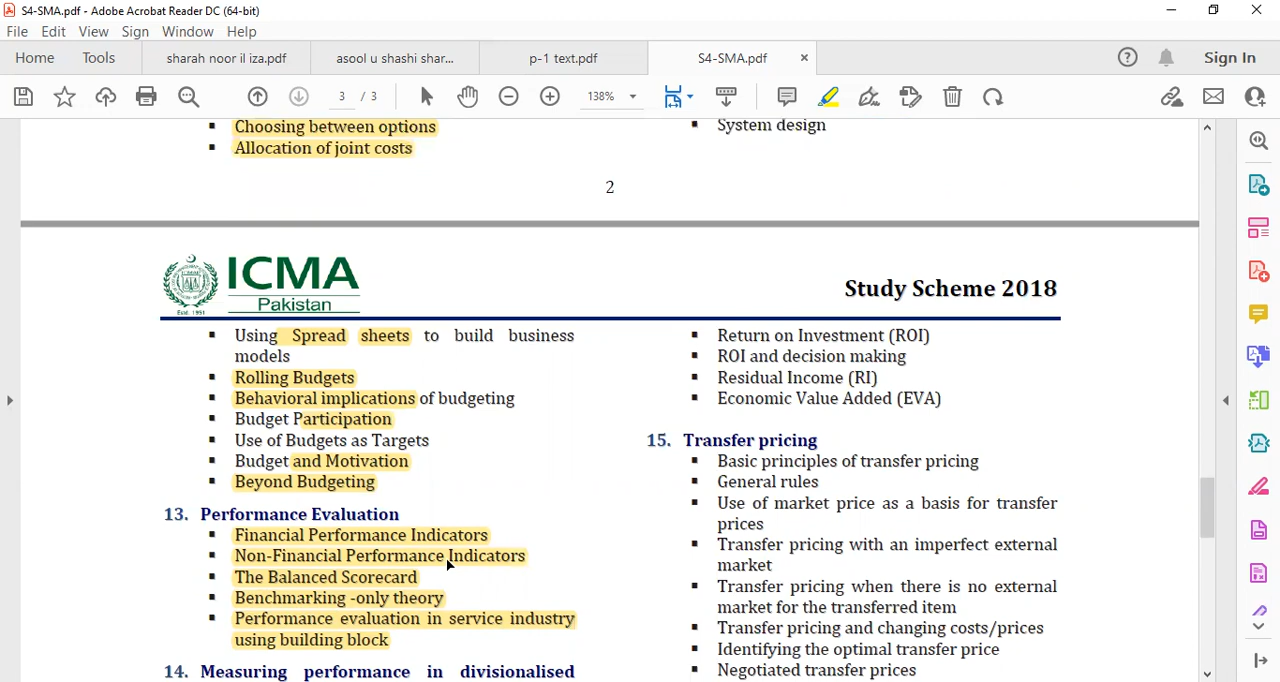 S4-SMA.pdf - Adobe Acrobat Reader DC (64-bit)
File Edit View Sign Window Help
Home Tools sharah noor il iza.pdf asool u shashi shar... p-1 text.pdf S4-SMA.pdf × Sign In
3 / 3 138%
▪ Choosing between options
▪ Allocation of joint costs
▪ System design
2
ICMA
Pakistan
Estd. 1951
Study Scheme 2018
▪ Using Spread sheets to build business
models
▪ Rolling Budgets
▪ Behavioral implications of budgeting
▪ Budget Participation
▪ Use of Budgets as Targets
▪ Budget and Motivation
▪ Beyond Budgeting
13. Performance Evaluation
▪ Financial Performance Indicators
▪ Non-Financial Performance Indicators
▪ The Balanced Scorecard
▪ Benchmarking -only theory
▪ Performance evaluation in service industry
using building block
14. Measuring performance in divisionalised
▪ Return on Investment (ROI)
▪ ROI and decision making
▪ Residual Income (RI)
▪ Economic Value Added (EVA)
15. Transfer pricing
▪ Basic principles of transfer pricing
▪ General rules
▪ Use of market price as a basis for transfer
prices
▪ Transfer pricing with an imperfect external
market
▪ Transfer pricing when there is no external
market for the transferred item
▪ Transfer pricing and changing costs/prices
▪ Identifying the optimal transfer price
▪ Negotiated transfer prices